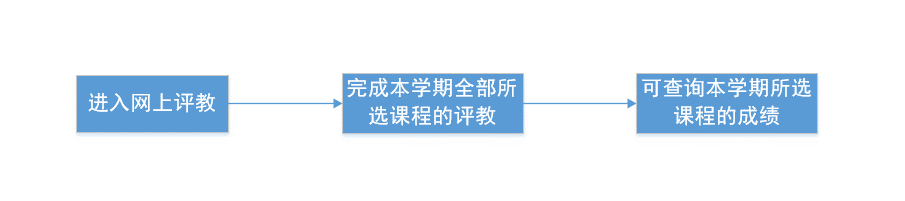 进入网上评教
完成本学期全部所
选课程的评教
可查询本学期所选
课程的成绩